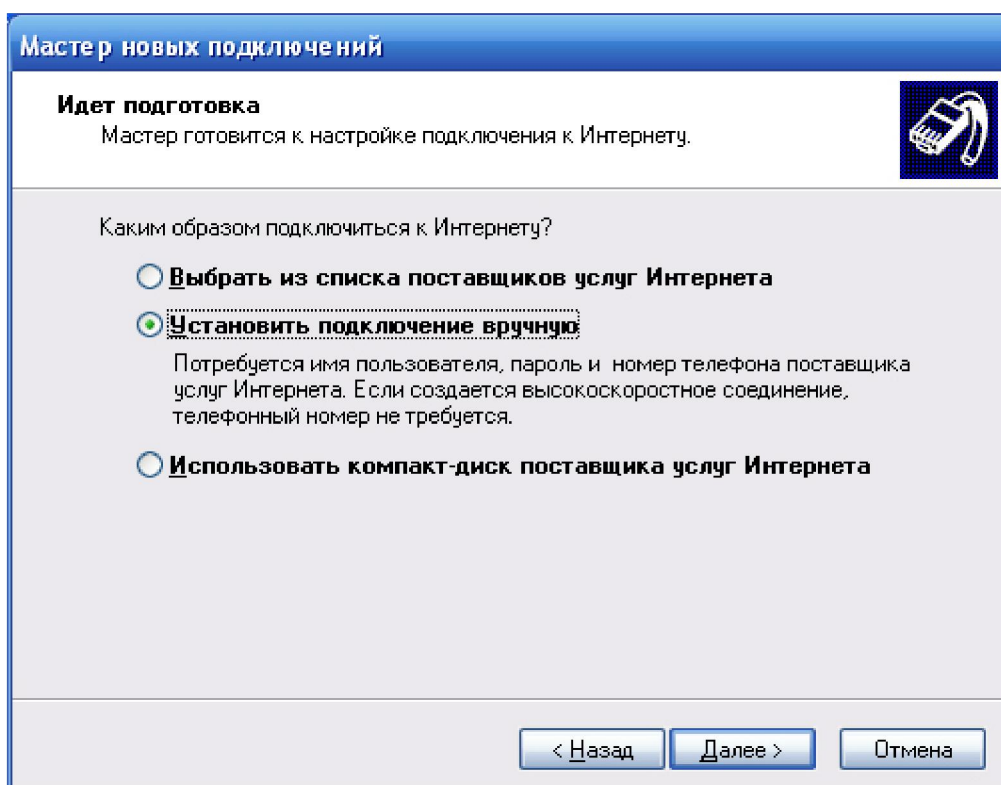 Мастер новых подключений
Идет подготовка
Мастер готовится к настройке подключения к Интернету.
Каким образом подключиться к Интернету?
Выбрать из списка поставщиков услуг Интернета
Установить подключение вручную
Потребуется имя пользователя, пароль и номер телефона поставщика
услуг Интернета. Если создается высокоскоростное соединение,
телефонный номер не требуется.
Использовать компакт-диск поставщика услуг Интернета
< Назад
Далее >
Отмена